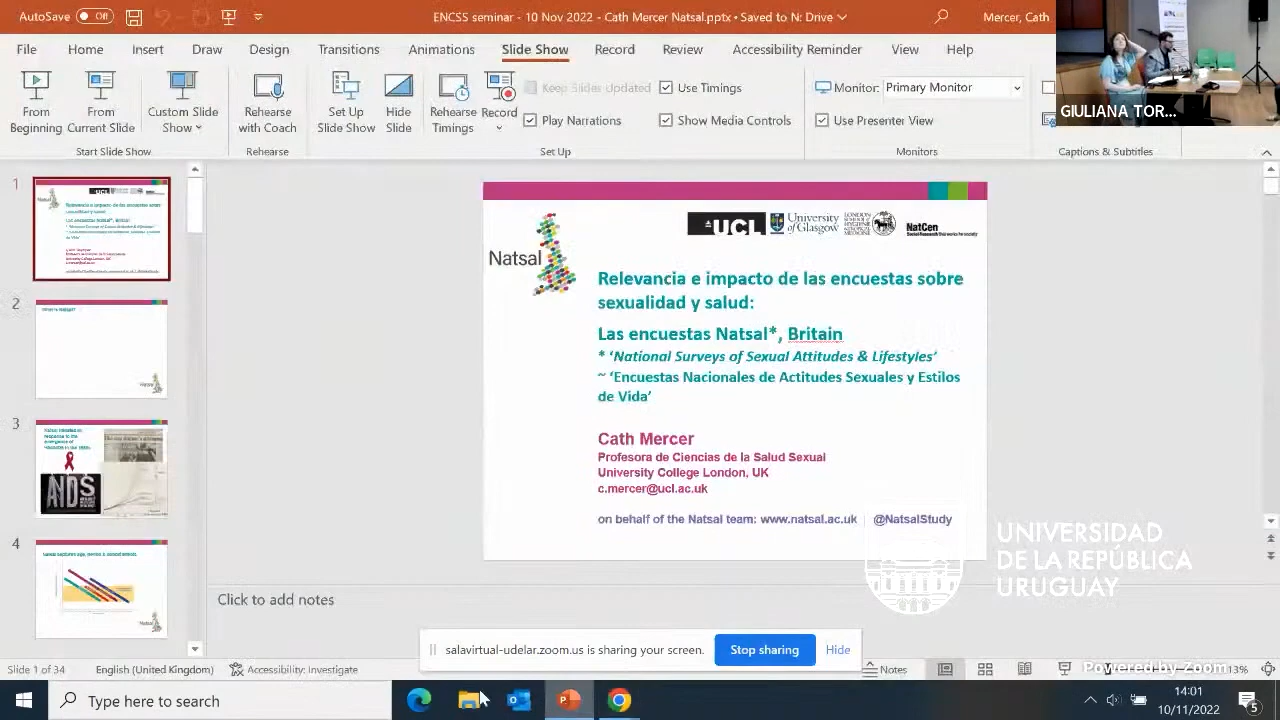 AutoSave Off
ENCSS seminar - 10 Nov 2022 - Cath Mercer Natsal.pptx • Saved to N: Drive
Mercer, Cath
File Home Insert Draw Design Transitions Animations Slide Show Record Review Accessibility Reminder View Help
From Beginning
From Current Slide
Custom Slide Show
Rehearse with Coach
Set Up Slide Show
Hide Slide
Rehearse Timings
Record
Keep Slides Updated
Play Narrations
Use Timings
Show Media Controls
Monitor: Primary Monitor
Use Presenter View
Start Slide Show
Rehearse
Set Up
Monitors
Captions & Subtitles
GIULIANA TOR...
1
2
What is Natsal?
3
AIDS
4
Natsal
UCL
University of Glasgow
NatCen
Relevancia e impacto de las encuestas sobre
sexualidad y salud:
Las encuestas Natsal*, Britain
* ‘National Surveys of Sexual Attitudes & Lifestyles’
~ ‘Encuestas Nacionales de Actitudes Sexuales y Estilos
de Vida’
Cath Mercer
Profesora de Ciencias de la Salud Sexual
University College London, UK
c.mercer@ucl.ac.uk
on behalf of the Natsal team: www.natsal.ac.uk @NatsalStudy
UNIVERSIDAD
DE LA REPÚBLICA
URUGUAY
Click to add notes
salavirtual-udelar.zoom.us is sharing your screen.
Stop sharing
Hide
Slide 1 of 34
English (United Kingdom)
Accessibility: Investigate
Notes
Powered by Zoom
Type here to search
14:01
10/11/2022
5